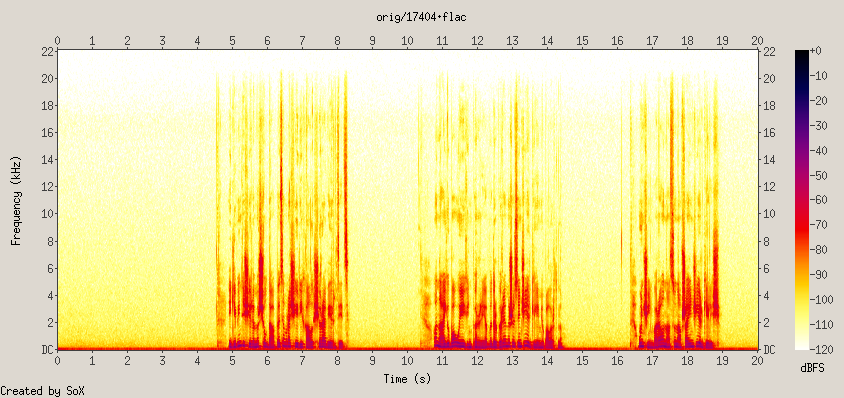 orig/17404•flac
0 1 2 3 4 5 6 7 8 9 10 11 12 13 14 15 16 17 18 19 20
22 22 +0
20 20 -10
18 18 -20
16 16 -30
14 14 -40
12 12 -50
10 10 -60
8 8 -70
6 6 -80
4 4 -90
2 2 -100
-110
DC DC -120
0 1 2 3 4 5 6 7 8 9 10 11 12 13 14 15 16 17 18 19 20
Frequency (kHz)
Time (s)
dBFS
Created by SoX